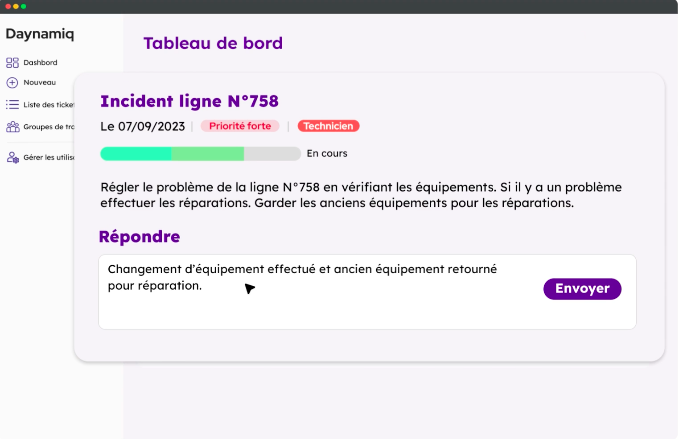 Daynamiq
Tableau de bord
Dashbord
Nouveau
Liste des ticket
Groupes de tra
Gérer les utilis
Incident ligne N°758
Le 07/09/2023 | Priorité forte | Technicien
En cours
Régler le problème de la ligne N°758 en vérifiant les équipements. Si il y a un problème
effectuer les réparations. Garder les anciens équipements pour les réparations.
Répondre
Changement d'équipement effectué et ancien équipement retourné
pour réparation.
Envoyer